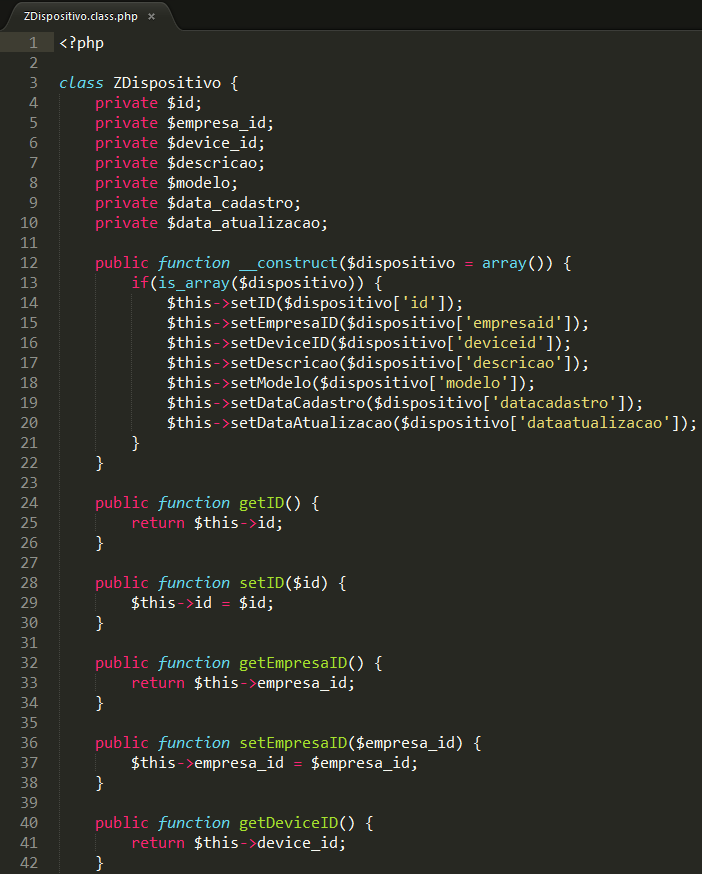 ZDispositivo.class.php ×
1 <?php
2
3 class ZDispositivo {
4     private $id;
5     private $empresa_id;
6     private $device_id;
7     private $descricao;
8     private $modelo;
9     private $data_cadastro;
10     private $data_atualizacao;
11
12     public function __construct($dispositivo = array()) {
13         if(is_array($dispositivo)) {
14             $this->setID($dispositivo['id']);
15             $this->setEmpresaID($dispositivo['empresaid']);
16             $this->setDeviceID($dispositivo['deviceid']);
17             $this->setDescricao($dispositivo['descricao']);
18             $this->setModelo($dispositivo['modelo']);
19             $this->setDataCadastro($dispositivo['datacadastro']);
20             $this->setDataAtualizacao($dispositivo['dataatualizacao']);
21         }
22     }
23
24     public function getID() {
25         return $this->id;
26     }
27
28     public function setID($id) {
29         $this->id = $id;
30     }
31
32     public function getEmpresaID() {
33         return $this->empresa_id;
34     }
35
36     public function setEmpresaID($empresa_id) {
37         $this->empresa_id = $empresa_id;
38     }
39
40     public function getDeviceID() {
41         return $this->device_id;
42     }